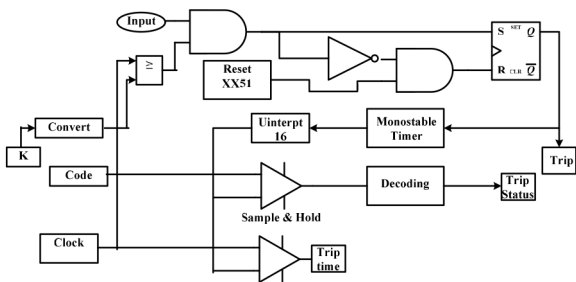 Input
≥
Reset
XX51
S SET Q
R CLR Q̅
Convert
K
Uinterpt
16
Monostable
Timer
Trip
Code
Decoding
Trip
Status
Sample & Hold
Clock
Trip
time